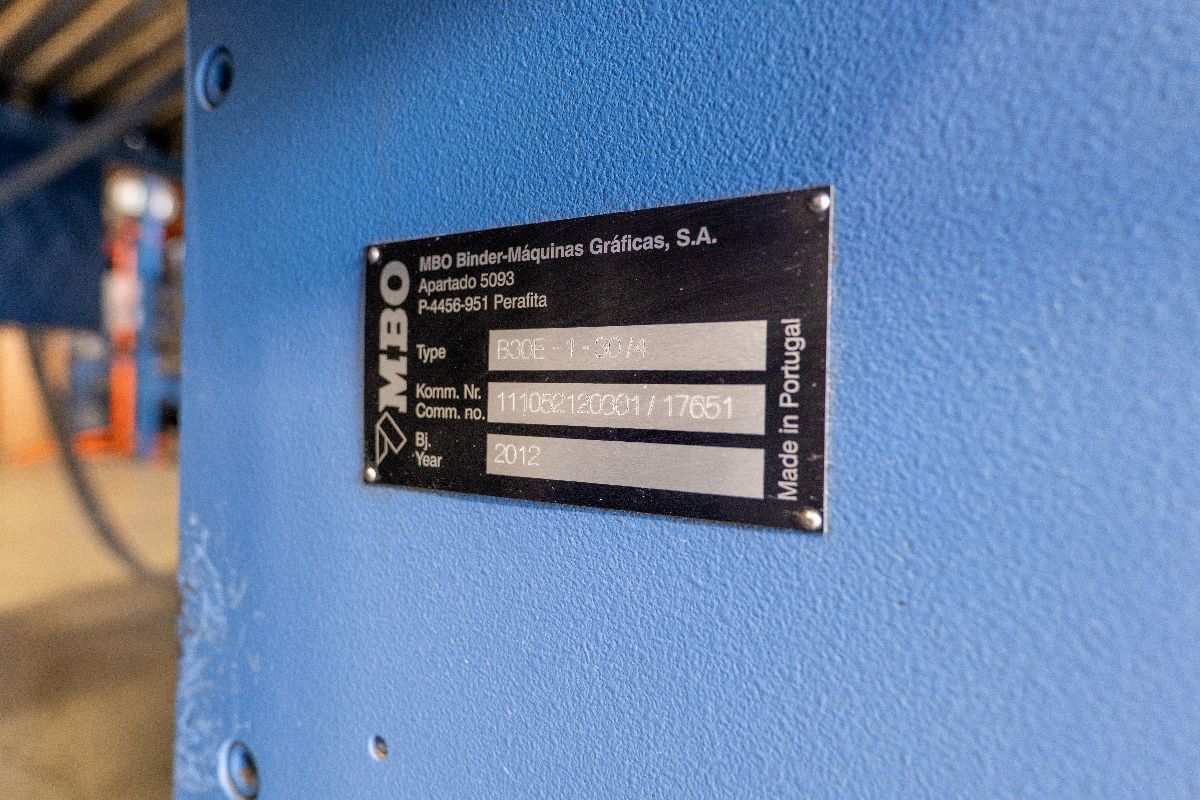 MBO
MBO Binder-Máquinas Gráficas, S.A.
Apartado 5093
P-4456-951 Perafita
Type B30E - 1 - 30/4
Komm. Nr.
Comm. no. 111052120301 / 17651
Bj.
Year 2012
Made in Portugal